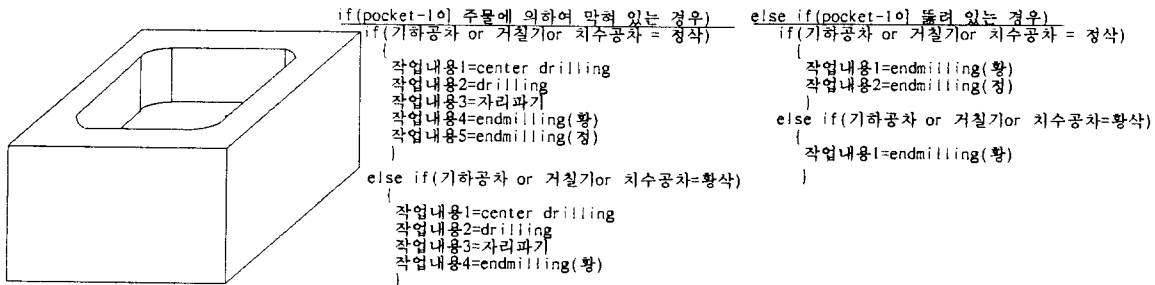 if(pocket-1이 주물에 의하여 막혀 있는 경우)
if(기하공차 or 거칠기or 치수공차 = 정삭)
{
작업내용1=center drilling
작업내용2=drilling
작업내용3=자리파기
작업내용4=endmilling(황)
작업내용5=endmilling(정)
}
else if(기하공차 or 거칠기or 치수공차=황삭)
{
작업내용1=center drilling
작업내용2=drilling
작업내용3=자리파기
작업내용4=endmilling(황)
}
else if(pocket-1이 뚫려 있는 경우)
if(기하공차 or 거칠기or 치수공차 = 정삭)
{
작업내용1=endmilling(황)
작업내용2=endmilling(정)
}
else if(기하공차 or 거칠기or 치수공차=황삭)
{
작업내용1=endmilling(황)
}